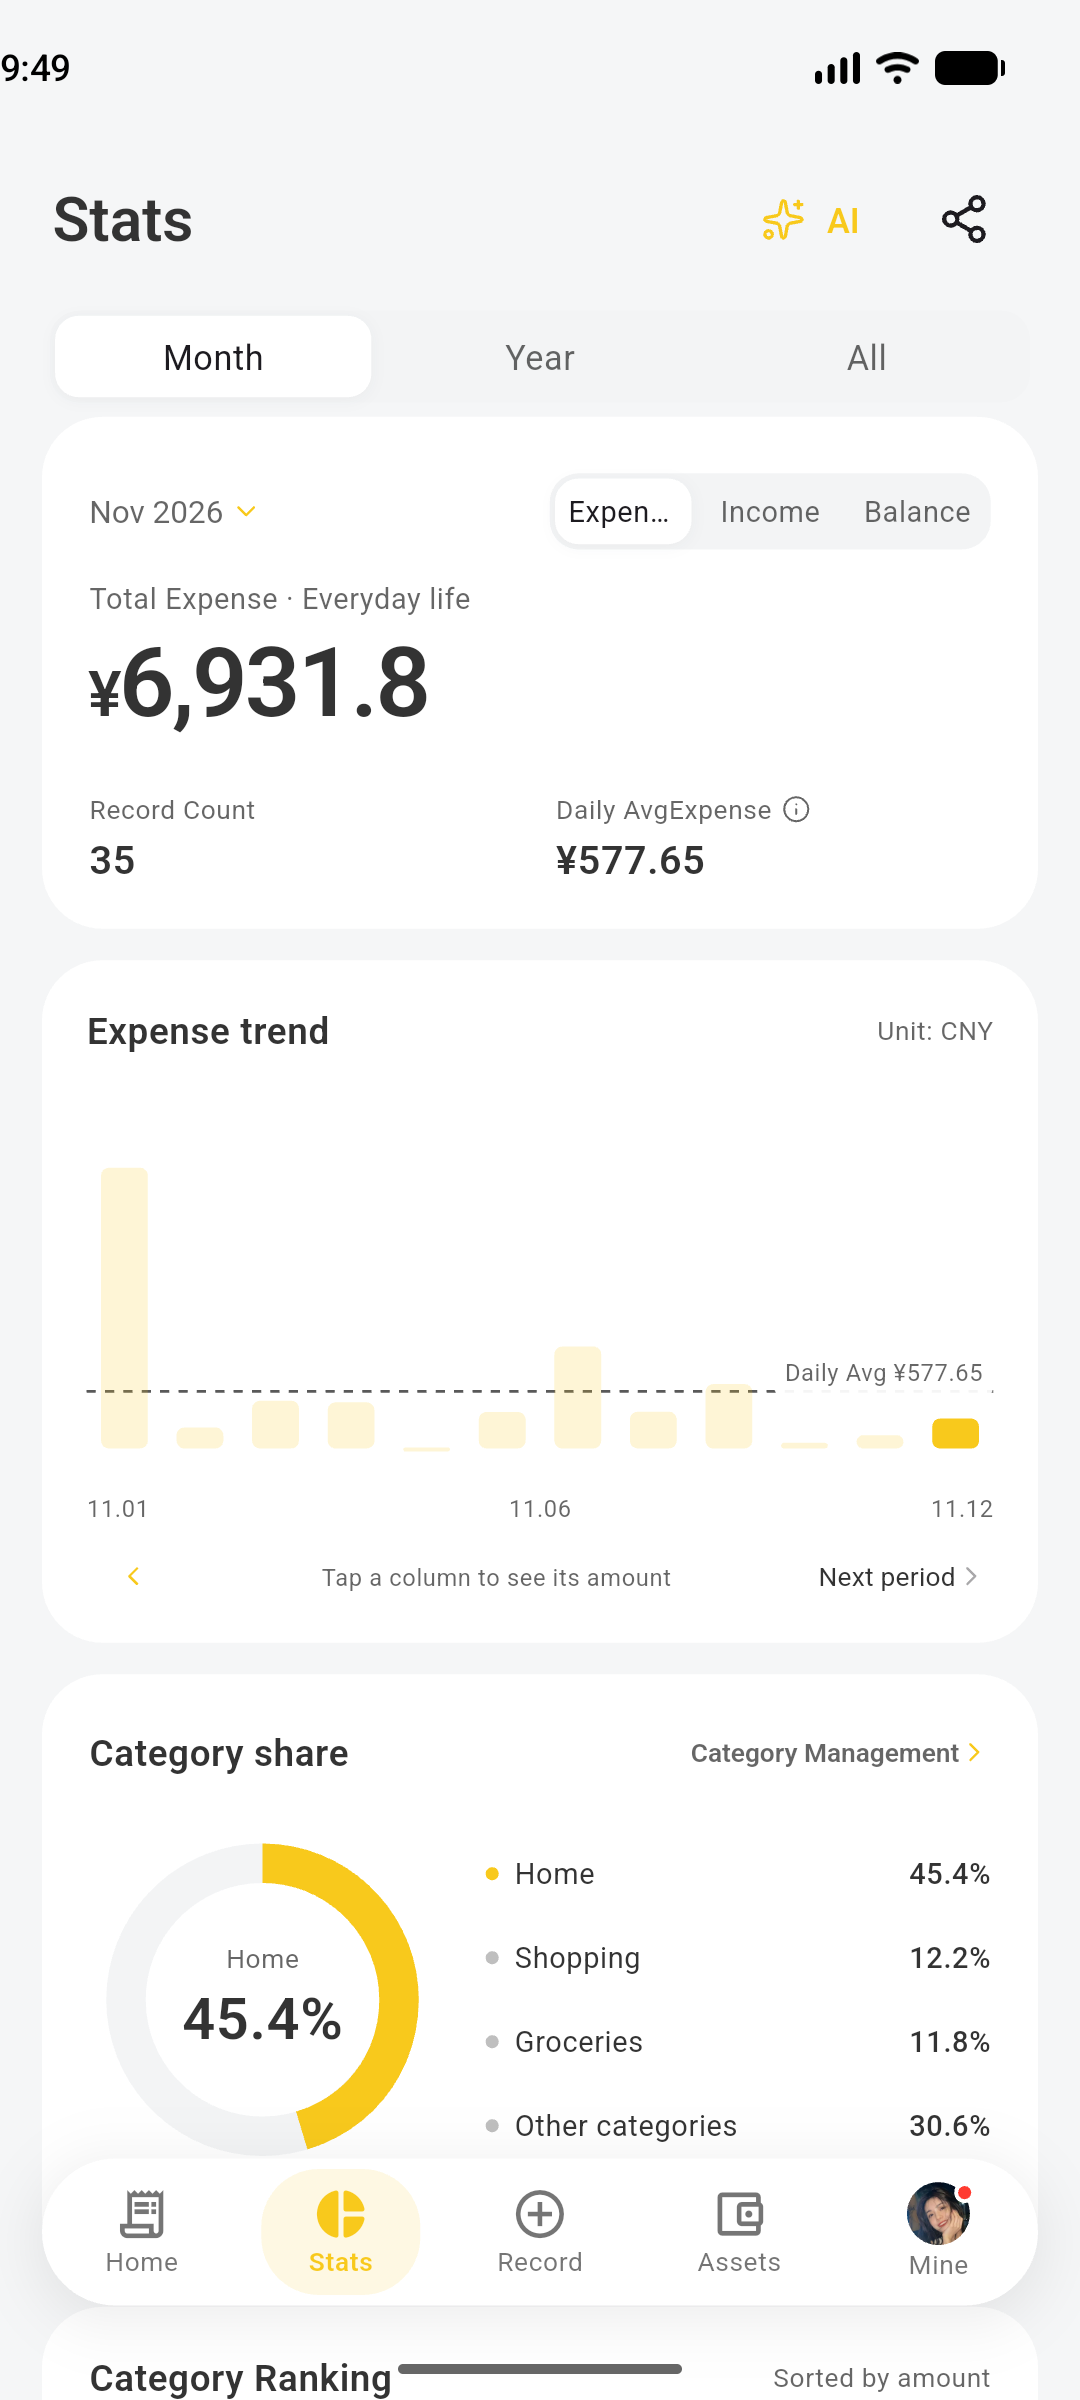 9:49
Stats
AI
Month
Year
All
Nov 2026
Expen...
Income
Balance
Total Expense · Everyday life
¥6,931.8
Record Count
Daily AvgExpense
35
¥577.65
Expense trend
Unit: CNY
Daily Avg ¥577.65
11.01
11.06
11.12
Tap a column to see its amount
Next period
Category share
Category Management
Home
45.4%
Home
45.4%
Shopping
12.2%
Groceries
11.8%
Other categories
30.6%
Home
Stats
Record
Assets
Mine
Category Ranking
Sorted by amount